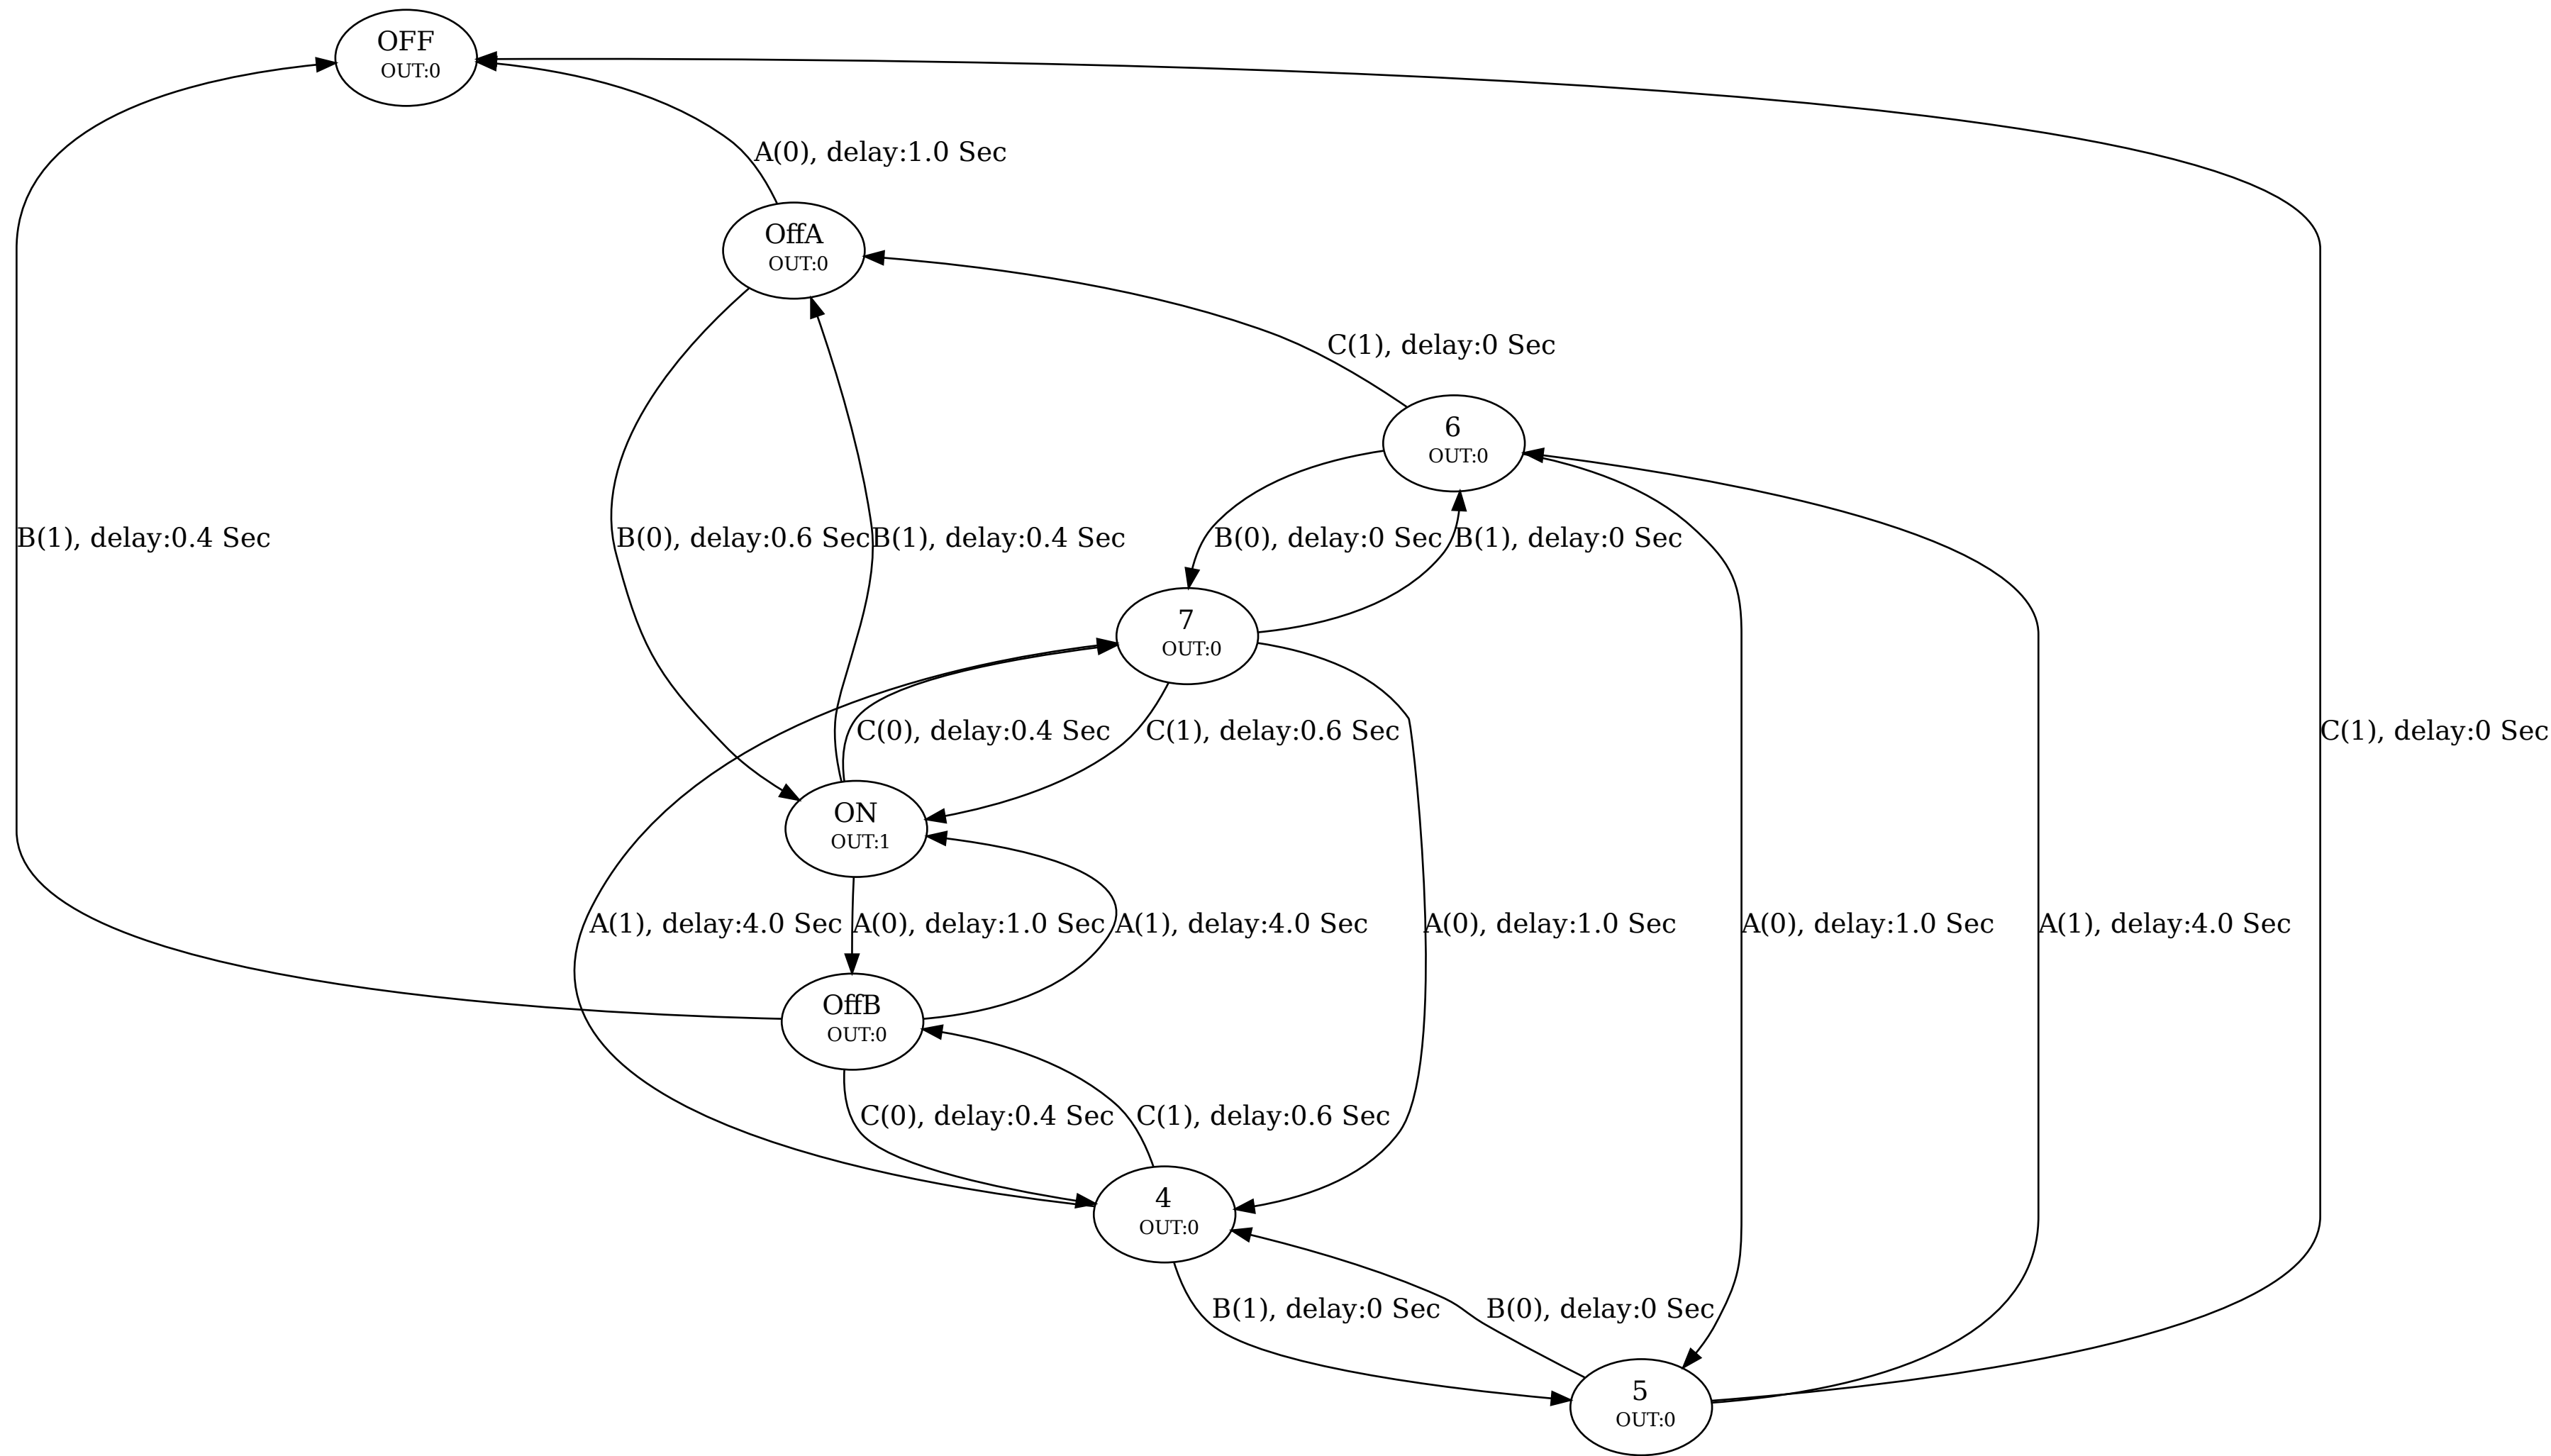 OFF
OUT:0
A(0), delay:1.0 Sec
OffA
OUT:0
C(1), delay:0 Sec
6
OUT:0
B(1), delay:0.4 Sec
B(0), delay:0.6 Sec
B(1), delay:0.4 Sec
B(0), delay:0 Sec
B(1), delay:0 Sec
7
OUT:0
C(0), delay:0.4 Sec
C(1), delay:0.6 Sec
C(1), delay:0 Sec
ON
OUT:1
A(1), delay:4.0 Sec
A(0), delay:1.0 Sec
A(1), delay:4.0 Sec
A(0), delay:1.0 Sec
A(0), delay:1.0 Sec
A(1), delay:4.0 Sec
OffB
OUT:0
C(0), delay:0.4 Sec
C(1), delay:0.6 Sec
4
OUT:0
B(1), delay:0 Sec
B(0), delay:0 Sec
5
OUT:0